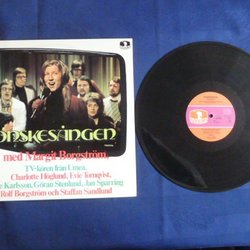 ÖNSKESÅNGEN
med Margit Borgström
TV-kören från Umeå,
Charlotte Höglund, Evie Törnqvist,
Karlsson, Göran Stenlund, Jan Sparring
Rolf Borgström och Staffan Sandlund